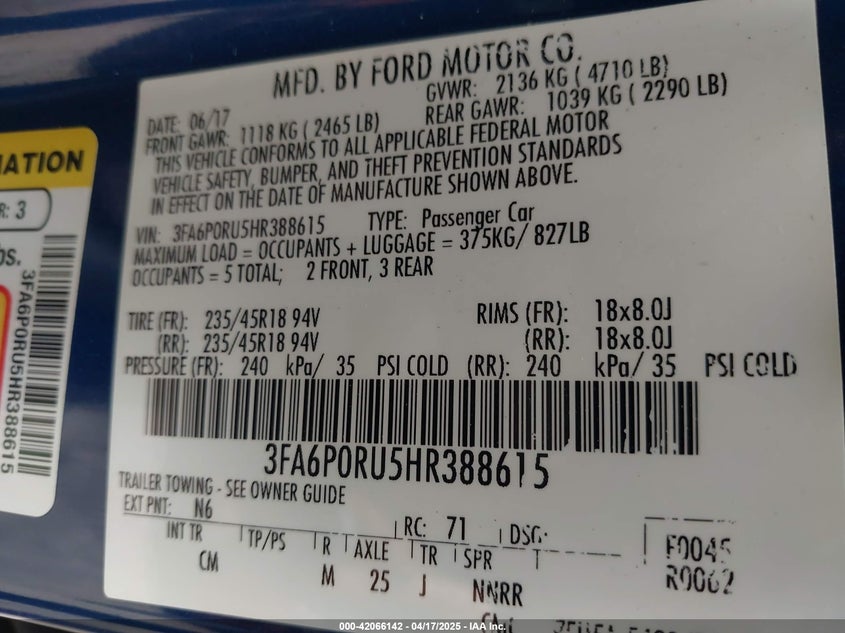 MFD. BY FORD MOTOR CO.
DATE: 06/17 GVWR: 2136 KG ( 4710 LB)
FRONT GAWR: 1118 KG ( 2465 LB) REAR GAWR: 1039 KG ( 2290 LB)
THIS VEHICLE CONFORMS TO ALL APPLICABLE FEDERAL MOTOR
VEHICLE SAFETY, BUMPER, AND THEFT PREVENTION STANDARDS
IN EFFECT ON THE DATE OF MANUFACTURE SHOWN ABOVE.
VIN: 3FA6P0RU5HR388615 TYPE: Passenger Car
MAXIMUM LOAD = OCCUPANTS + LUGGAGE = 375KG/ 827LB
OCCUPANTS = 5 TOTAL; 2 FRONT, 3 REAR
TIRE (FR): 235/45R18 94V RIMS (FR): 18x8.0J
(RR): 235/45R18 94V (RR): 18x8.0J
PRESSURE (FR): 240 kPa/ 35 PSI COLD (RR): 240 kPa/ 35 PSI COLD
3FA6P0RU5HR388615
TRAILER TOWING - SEE OWNER GUIDE
EXT PNT: N6 RC: 71 DSG:
INT TR TP/PS R AXLE TR SPR F0045
CM M 25 J NNRR R0062
R: 3
3FA6P0RU5HR388615
000-42066142 - 04/17/2025 - IAA Inc.